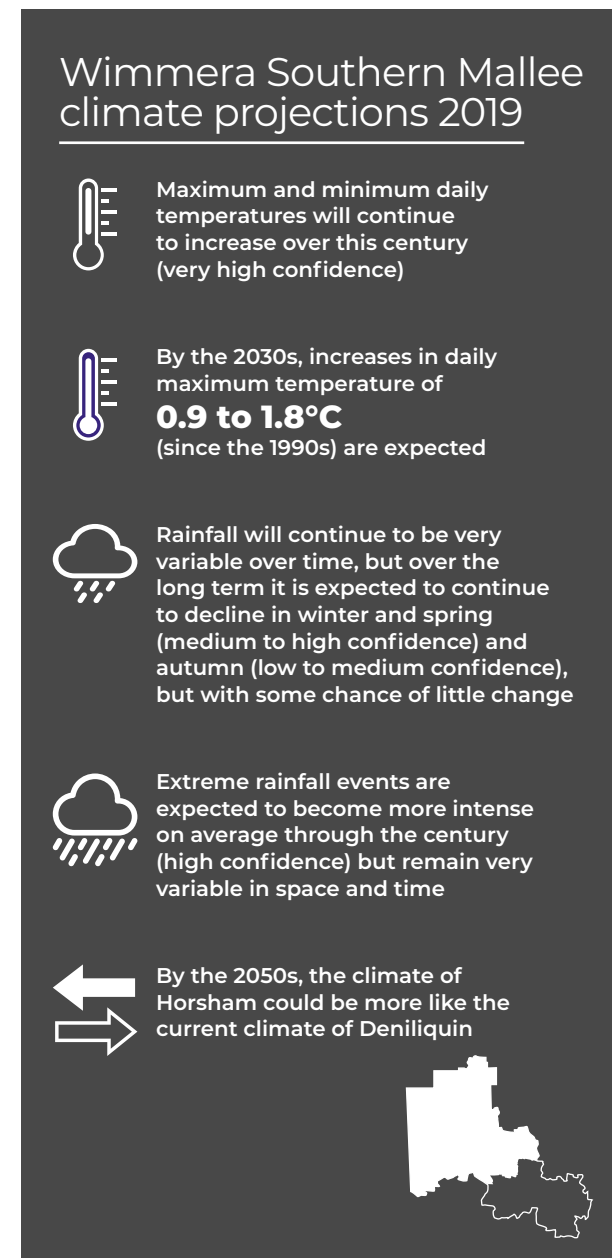 Wimmera Southern Mallee
climate projections 2019
Maximum and minimum daily
temperatures will continue
to increase over this century
(very high confidence)
By the 2030s, increases in daily
maximum temperature of
0.9 to 1.8°C
(since the 1990s) are expected
Rainfall will continue to be very
variable over time, but over the
long term it is expected to continue
to decline in winter and spring
(medium to high confidence) and
autumn (low to medium confidence),
but with some chance of little change
Extreme rainfall events are
expected to become more intense
on average through the century
(high confidence) but remain very
variable in space and time
By the 2050s, the climate of
Horsham could be more like the
current climate of Deniliquin